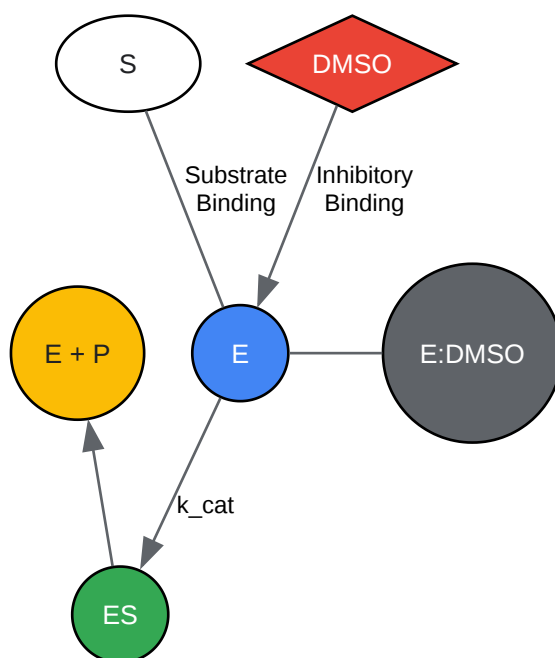 S
DMSO
Substrate
Binding
Inhibitory
Binding
E + P
E
E:DMSO
k_cat
ES